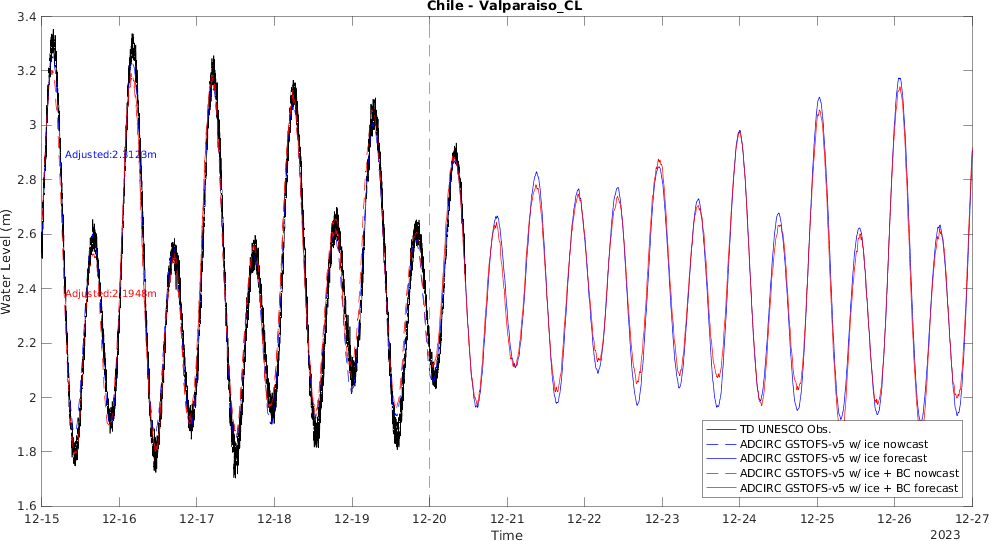 Chile - Valparaiso_CL
3.4
3.2
3
2.8
2.6
2.4
2.2
2
1.8
1.6
Water Level (m)
Adjusted:2.3123m
Adjusted:2.1948m
TD UNESCO Obs.
ADCIRC GSTOFS-v5 w/ ice nowcast
ADCIRC GSTOFS-v5 w/ ice forecast
ADCIRC GSTOFS-v5 w/ ice + BC nowcast
ADCIRC GSTOFS-v5 w/ ice + BC forecast
12-15 12-16 12-17 12-18 12-19 12-20 12-21 12-22 12-23 12-24 12-25 12-26 12-27
Time
2023